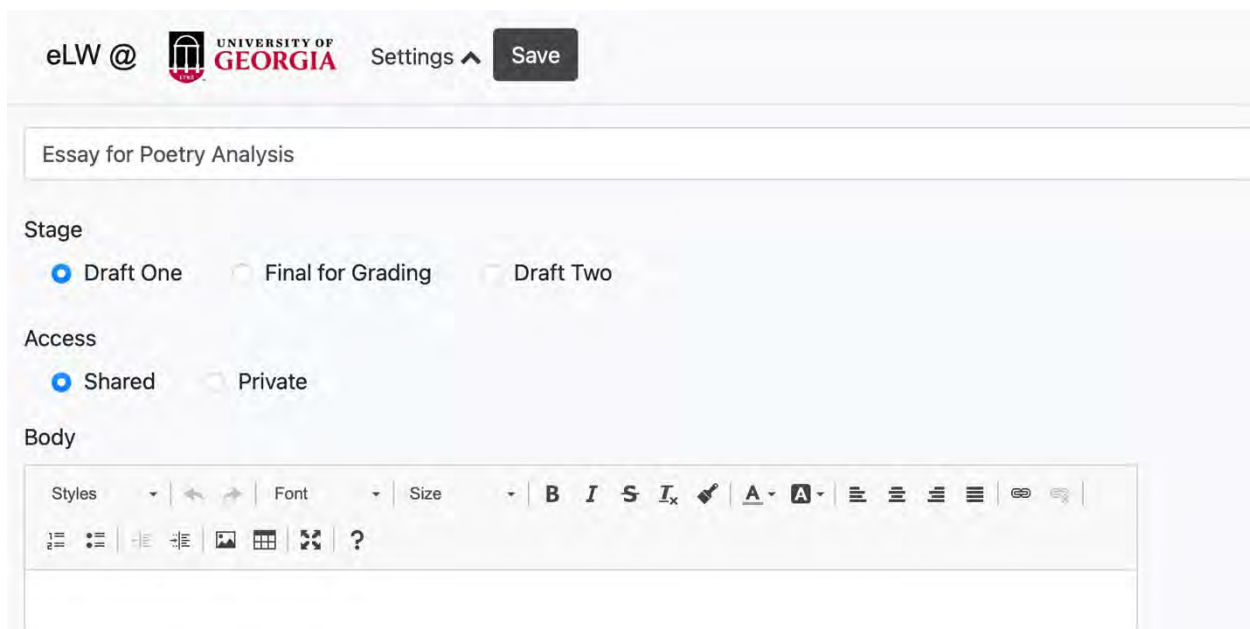 eLW @ UNIVERSITY OF GEORGIA Settings Save
Essay for Poetry Analysis
Stage
Draft One Final for Grading Draft Two
Access
Shared Private
Body
Styles Font Size B I S Ix A A
?